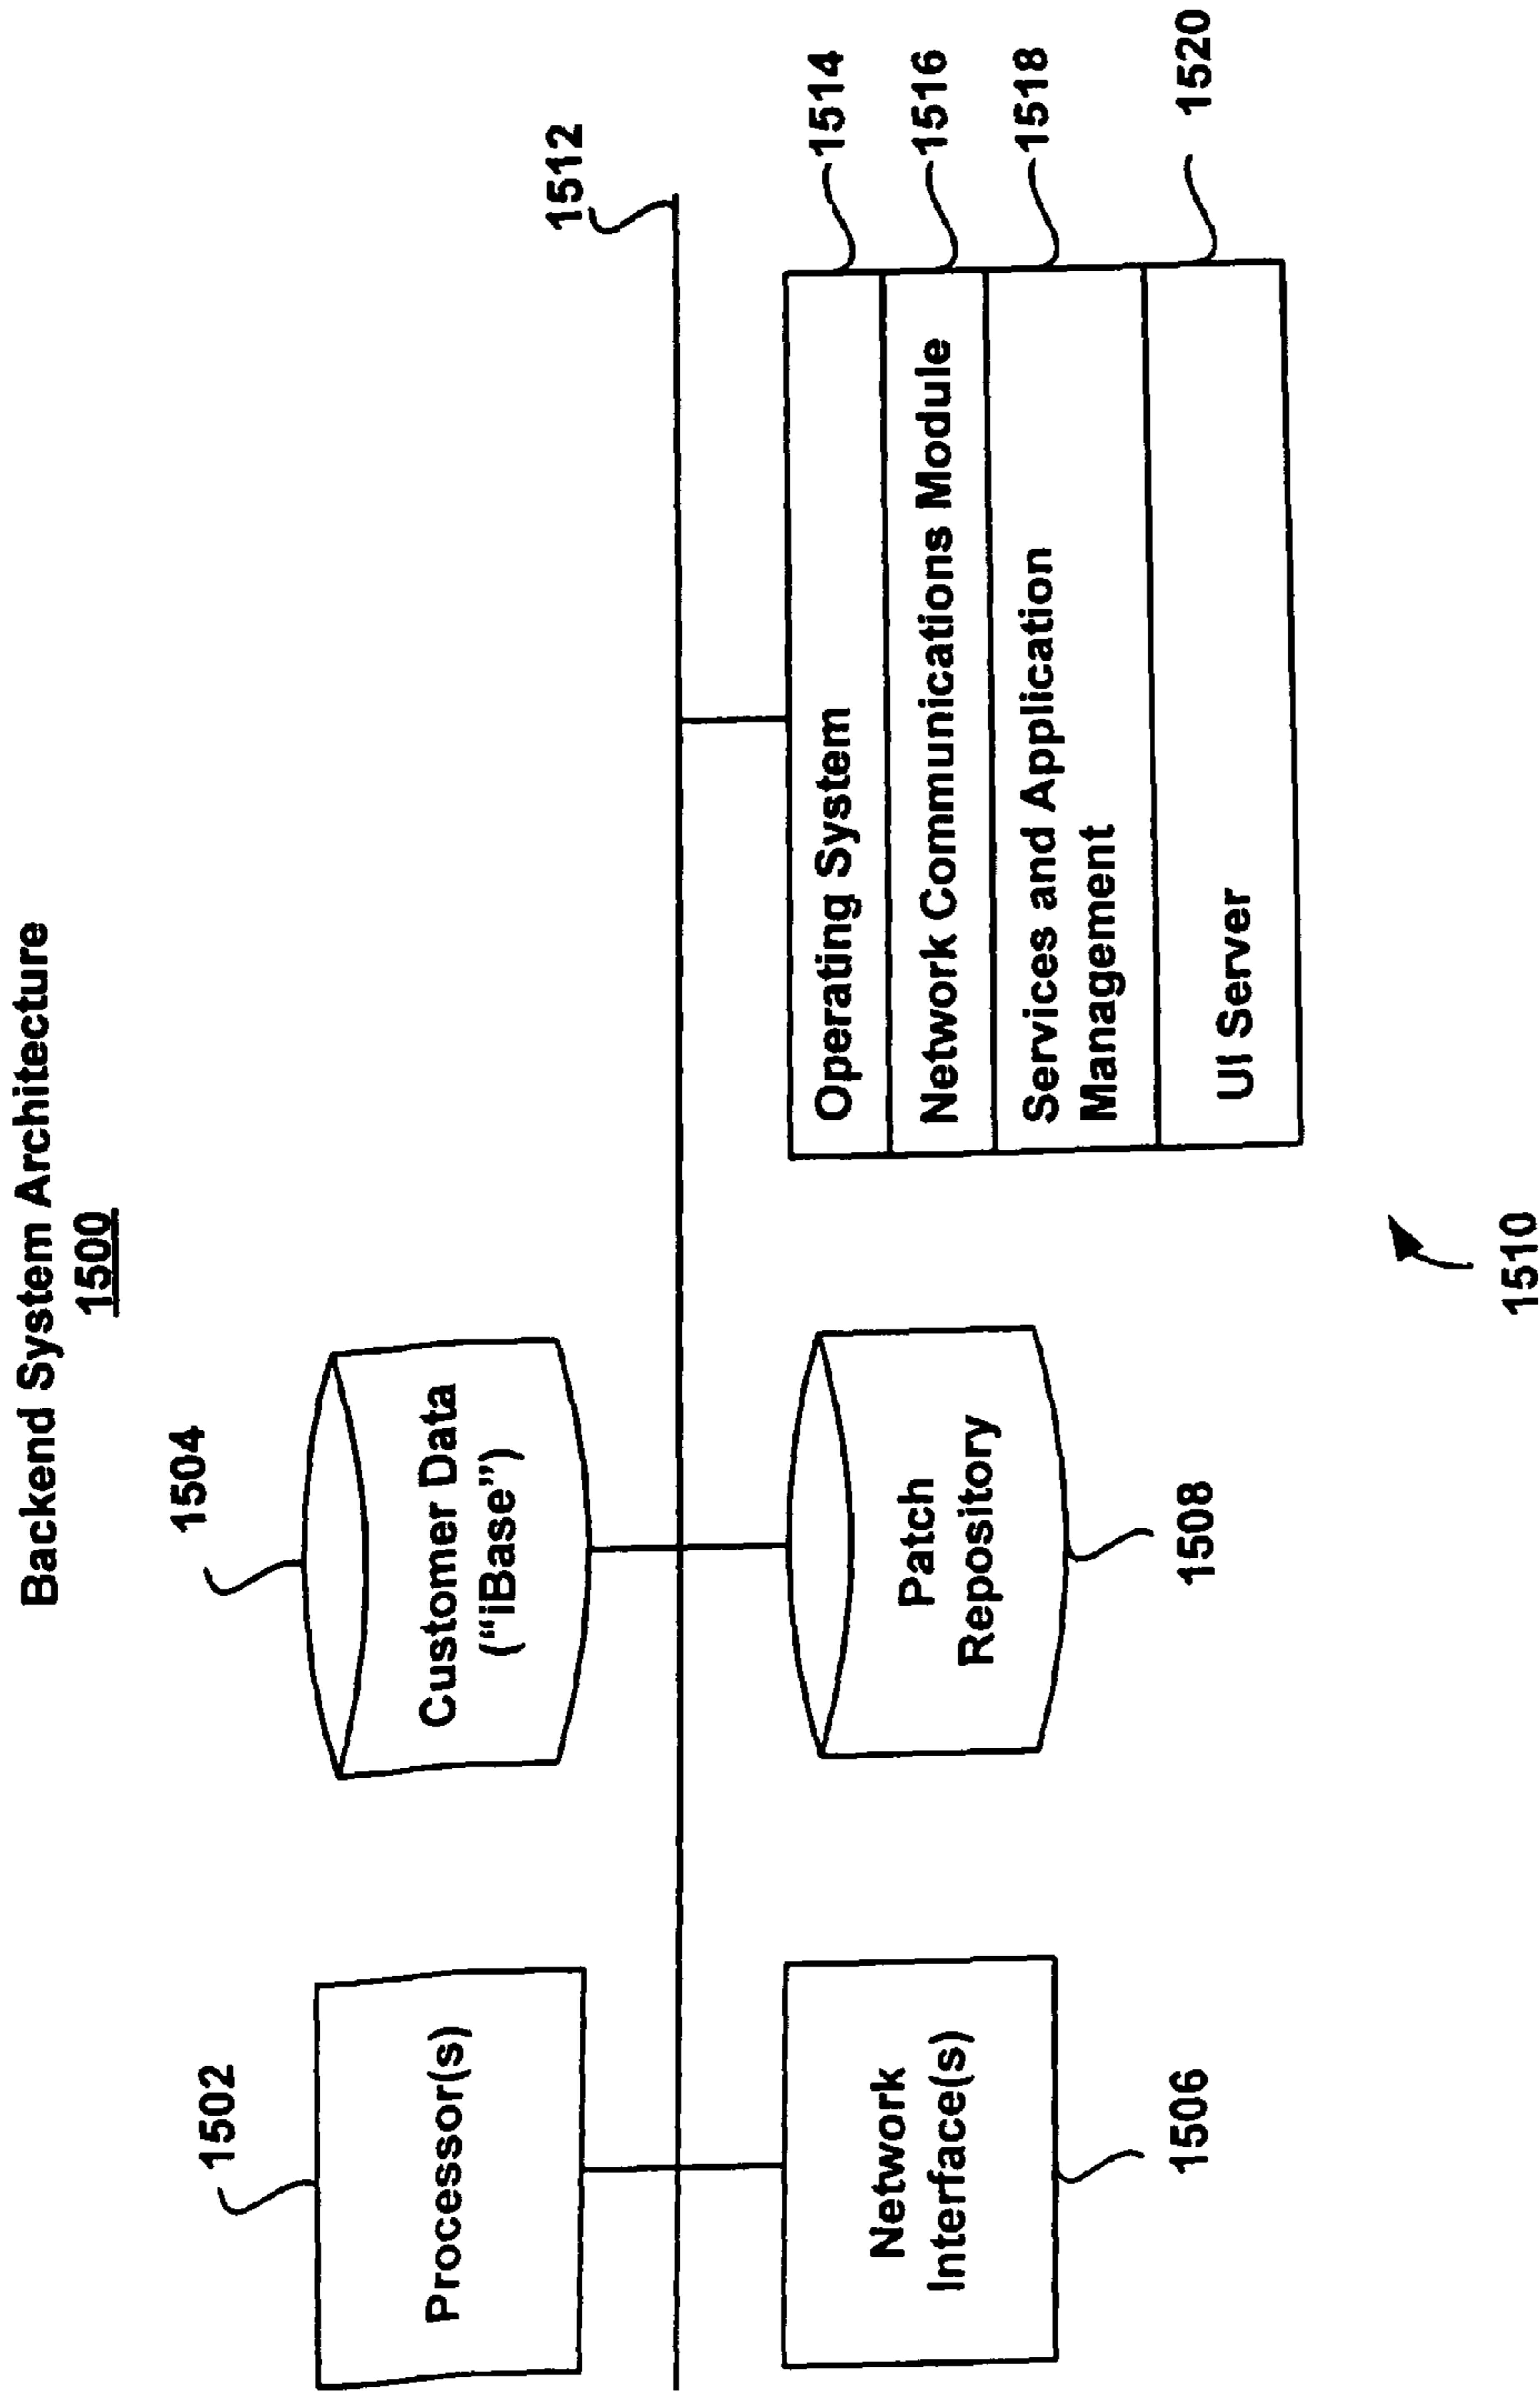 Backend System Architecture
1500
1502
Processor(s)
1504
Customer Data
("iBase")
1512
Network
Interface(s)
1506
Patch
Repository
1508
Operating System
1514
Network Communications Module
1516
Services and Application
Management
1518
UI Server
1520
1510